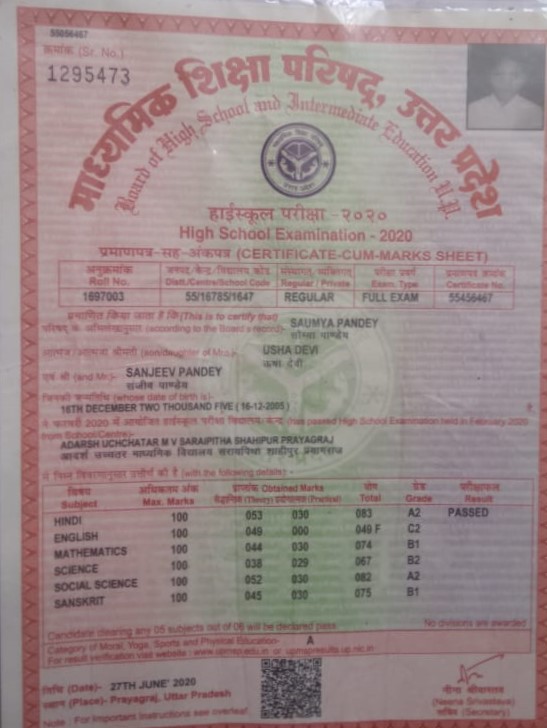 55056467
क्रमांक (Sr. No.)
1295473
माध्यमिक शिक्षा परिषद्, उत्तर प्रदेश
Board of High School and Intermediate Education U.P.
हाईस्कूल परीक्षा -२०२०
High School Examination - 2020
प्रमाणपत्र-सह-अंकपत्र (CERTIFICATE-CUM-MARKS SHEET)
अनुक्रमांक जनपद/केन्द्र/विद्यालय कोड संस्थागत/व्यक्तिगत परीक्षा प्रवर्ग प्रमाणपत्र क्रमांक
Roll No. Distt./Centre/School Code Regular / Private Exam. Type Certificate No.
1697003 55/16785/1647 REGULAR FULL EXAM 55456467
प्रमाणित किया जाता है कि(This is to certify that)
परिषद् के अभिलेखानुसार (according to the Board's record)- SAUMYA PANDEY
सौम्या पाण्डेय
आत्मज/आत्मजा श्रीमती (son/daughter of Mrs.)- USHA DEVI
ऊषा देवी
एवं श्री (and Mr.)- SANJEEV PANDEY
संजीव पाण्डेय
जिनकी जन्मतिथि (whose date of birth is) है,
16TH DECEMBER TWO THOUSAND FIVE ( 16-12-2005 )
ने फरवरी 2020 में आयोजित हाईस्कूल परीक्षा विद्यालय/केन्द्र (has passed High School Examination held in February 2020
from School/Centre)-
ADARSH UCHCHATAR M V SARAIPITHA SHAHIPUR PRAYAGRAJ
आदर्श उच्चतर माध्यमिक विद्यालय सरायपिथा शाहीपुर प्रयागराज
से निम्न विवरणानुसार उत्तीर्ण की है (with the following details) -
विषय अधिकतम अंक प्राप्तांक Obtained Marks योग ग्रेड परीक्षाफल
Subject Max. Marks सैद्धान्तिक (Theory) प्रयोगात्मक (Practical) Total Grade Result
HINDI 100 053 030 083 A2 PASSED
ENGLISH 100 049 000 049 F C2
MATHEMATICS 100 044 030 074 B1
SCIENCE 100 038 029 067 B2
SOCIAL SCIENCE 100 052 030 082 A2
SANSKRIT 100 045 030 075 B1
Candidate clearing any 05 subjects out of 06 will be declared pass. No divisions are awarded
Category of Moral, Yoga, Sports and Physical Education- A
For result verification visit website : www.upmsp.edu.in or upmspresults.up.nic.in
तिथि (Date)- 27TH JUNE' 2020
स्थान (Place)- Prayagraj, Uttar Pradesh
नीना श्रीवास्तव
(Neena Srivastava)
सचिव (Secretary)
Note : For Important Instructions see overleaf.